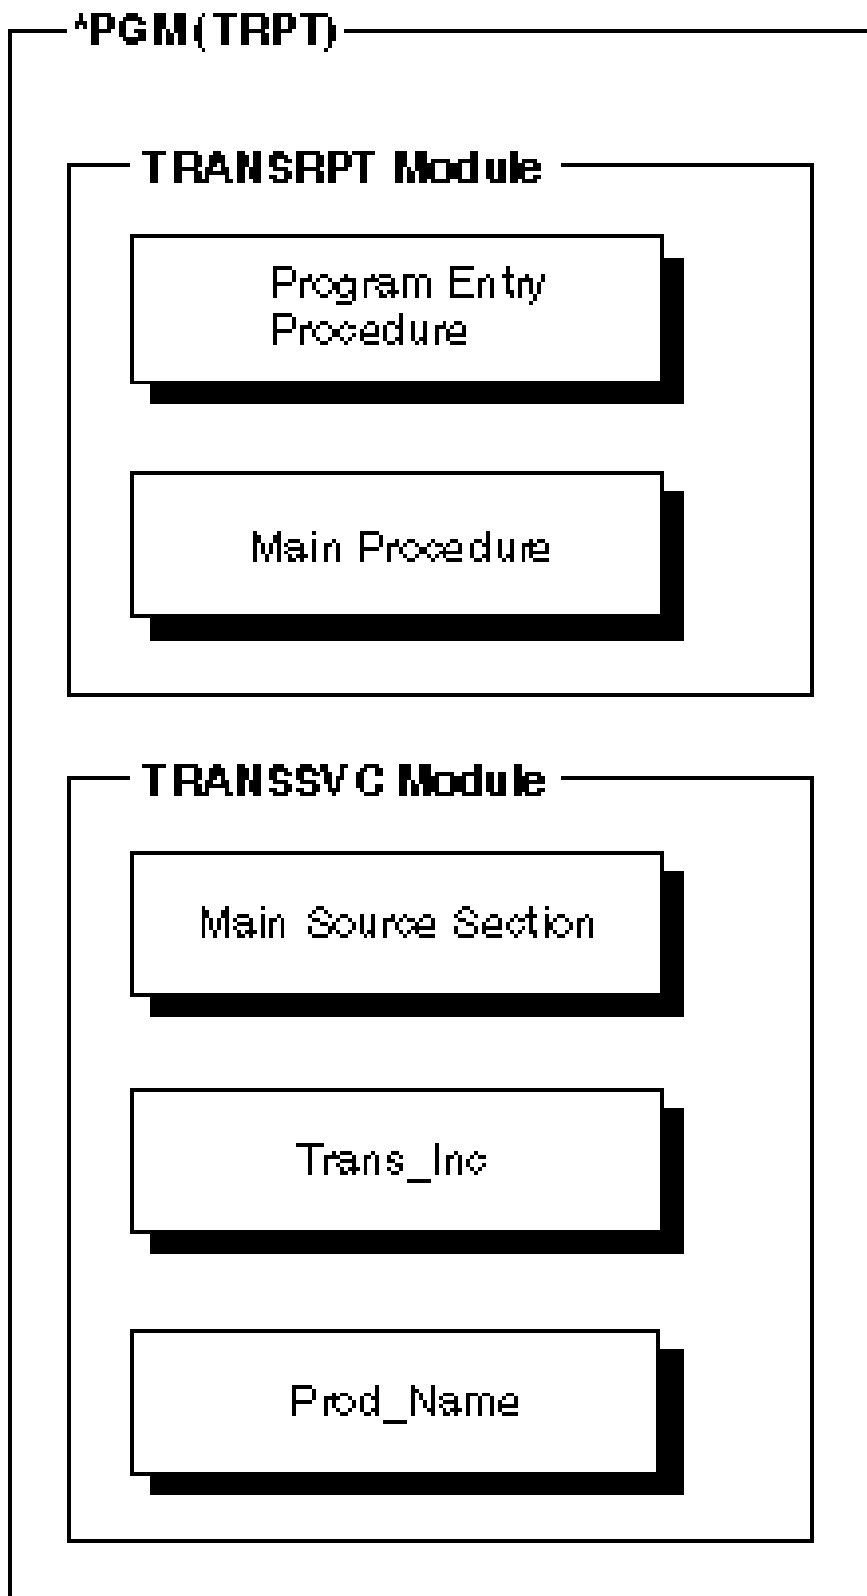 *PGM(TRPT)
TRANSRPT Module
Program Entry
Procedure
Main Procedure
TRANSSVC Module
Main Source Section
Trans_Inc
Prod_Name